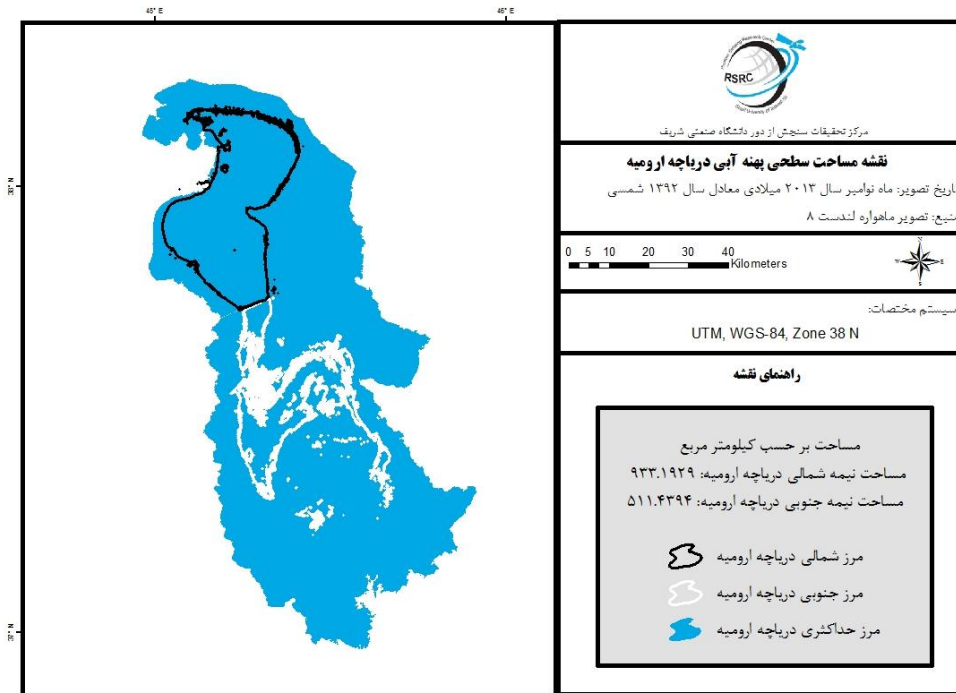 45° E
46° E
38° N
37° N
RSRC
مرکز تحقیقات سنجش از دور دانشگاه صنعتی شریف
نقشه مساحت سطحی پهنه آبی دریاچه ارومیه
تاریخ تصویر: ماه نوامبر سال ۲۰۱۳ میلادی معادل سال ۱۳۹۲ شمسی
منبع: تصویر ماهواره لندست ۸
0 5 10 20 30 40
Kilometers
سیستم مختصات:
UTM, WGS-84, Zone 38 N
راهنمای نقشه
مساحت بر حسب کیلومتر مربع
مساحت نیمه شمالی دریاچه ارومیه: ۹۳۳.۱۹۲۹
مساحت نیمه جنوبی دریاچه ارومیه: ۵۱۱.۴۳۹۴
مرز شمالی دریاچه ارومیه
مرز جنوبی دریاچه ارومیه
مرز حداکثری دریاچه ارومیه